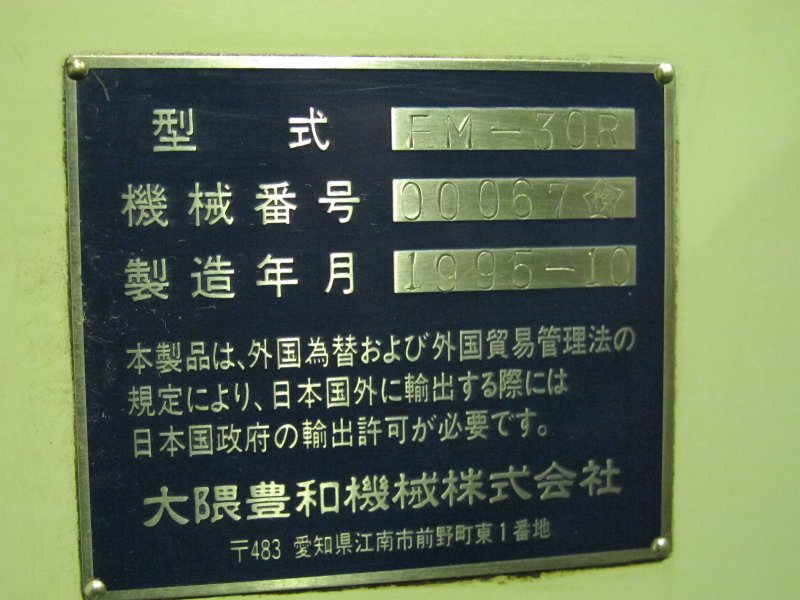 型式 FM-30R
機械番号 00067 検
製造年月 1995-10
本製品は、外国為替および外国貿易管理法の
規定により、日本国外に輸出する際には
日本国政府の輸出許可が必要です。
大隈豊和機械株式会社
〒483 愛知県江南市前野町東1番地